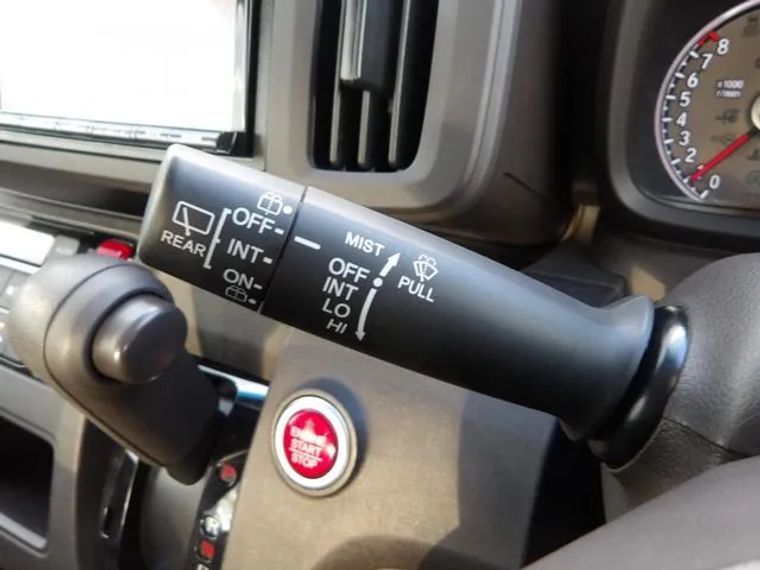 REAR
OFF
INT
ON
MIST
OFF
INT
LO
HI
PULL
ENGINE
START
STOP
8
7
6
5
4
3
2
1
0
x1000
r/min
R